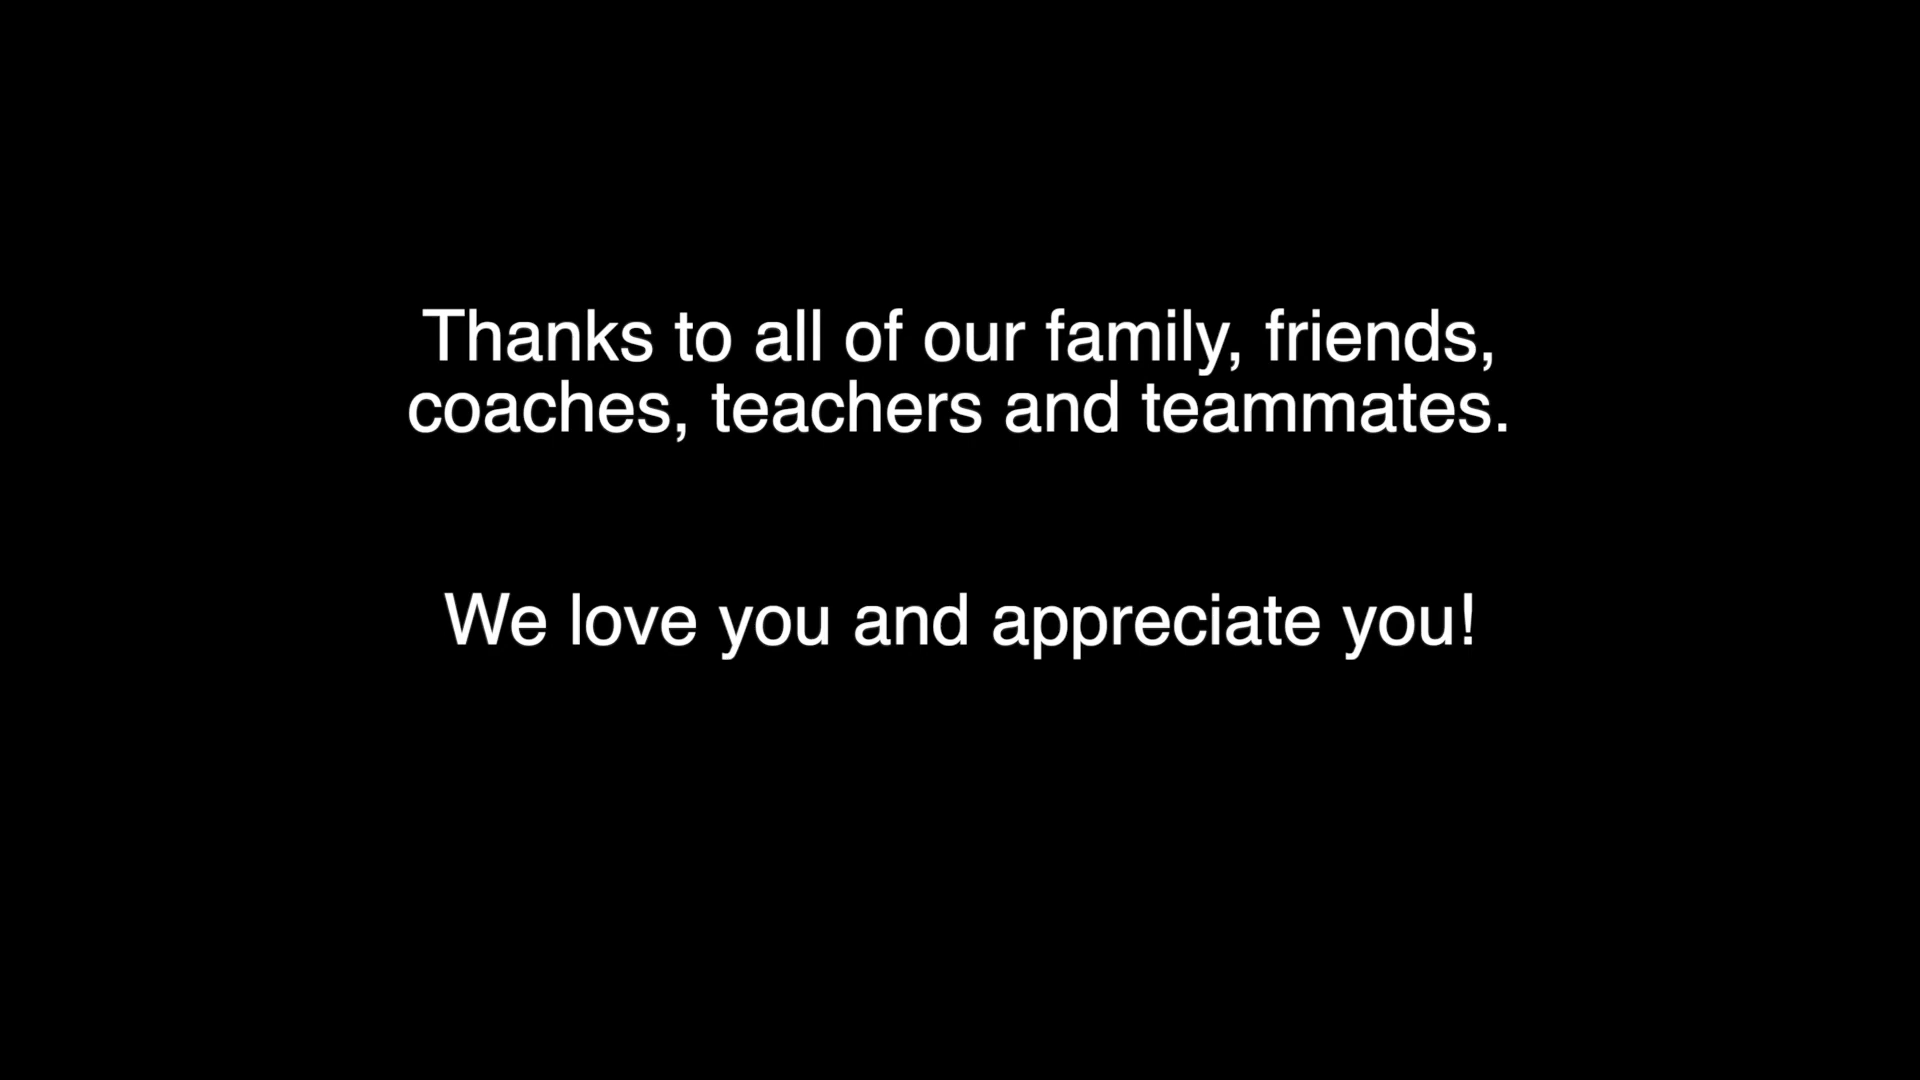 Thanks to all of our family, friends,
coaches, teachers and teammates.
We love you and appreciate you!